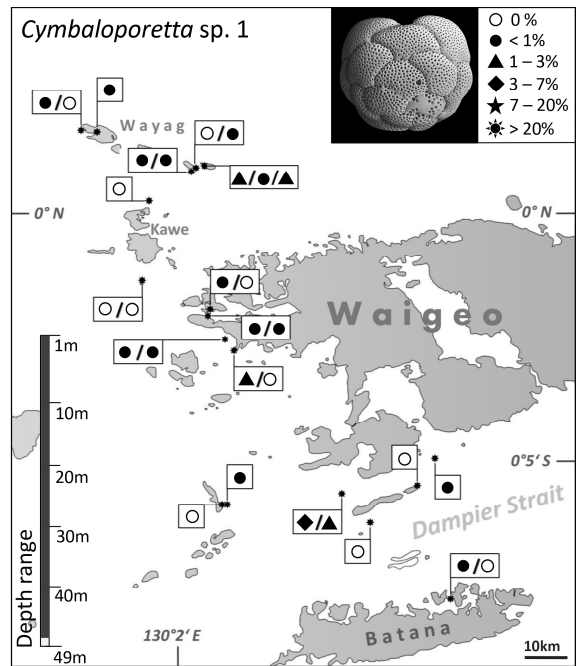 Cymbaloporetta sp. 1
0 %
< 1%
1 – 3%
3 – 7%
7 – 20%
> 20%
Wayag
0° N
0° N
Kawe
Waigeo
1m
10m
20m
30m
40m
49m
Depth range
0°5‘ S
Dampier Strait
130°2‘ E
Batana
10km